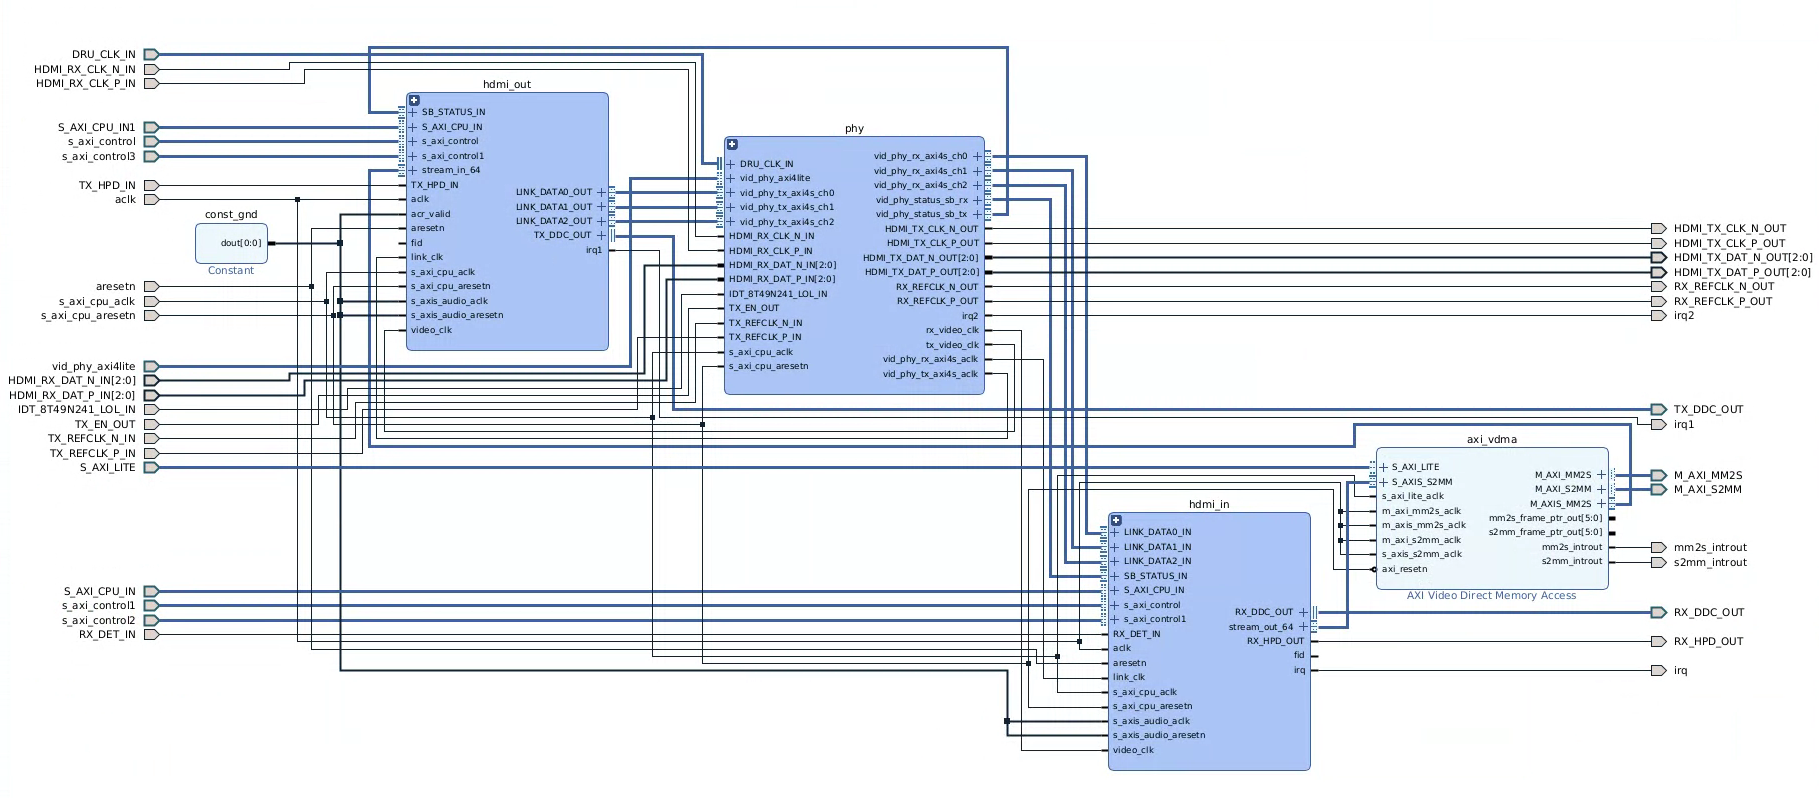 DRU_CLK_IN
HDMI_RX_CLK_N_IN
HDMI_RX_CLK_P_IN
S_AXI_CPU_IN1
s_axi_control
s_axi_control3
TX_HPD_IN
aclk
const_gnd
dout[0:0]
Constant
aresetn
s_axi_cpu_aclk
s_axi_cpu_aresetn
vid_phy_axi4lite
HDMI_RX_DAT_N_IN[2:0]
HDMI_RX_DAT_P_IN[2:0]
IDT_8T49N241_LOL_IN
TX_EN_OUT
TX_REFCLK_N_IN
TX_REFCLK_P_IN
S_AXI_LITE
S_AXI_CPU_IN
s_axi_control1
s_axi_control2
RX_DET_IN
hdmi_out
SB_STATUS_IN
S_AXI_CPU_IN
s_axi_control
s_axi_control1
stream_in_64
TX_HPD_IN
aclk
acr_valid
aresetn
fid
link_clk
s_axi_cpu_aclk
s_axi_cpu_aresetn
s_axis_audio_aclk
s_axis_audio_aresetn
video_clk
LINK_DATA0_OUT
LINK_DATA1_OUT
LINK_DATA2_OUT
TX_DDC_OUT
irq1
phy
DRU_CLK_IN
vid_phy_axi4lite
vid_phy_tx_axi4s_ch0
vid_phy_tx_axi4s_ch1
vid_phy_tx_axi4s_ch2
HDMI_RX_CLK_N_IN
HDMI_RX_CLK_P_IN
HDMI_RX_DAT_N_IN[2:0]
HDMI_RX_DAT_P_IN[2:0]
IDT_8T49N241_LOL_IN
TX_EN_OUT
TX_REFCLK_N_IN
TX_REFCLK_P_IN
s_axi_cpu_aclk
s_axi_cpu_aresetn
vid_phy_rx_axi4s_ch0
vid_phy_rx_axi4s_ch1
vid_phy_rx_axi4s_ch2
vid_phy_status_sb_rx
vid_phy_status_sb_tx
HDMI_TX_CLK_N_OUT
HDMI_TX_CLK_P_OUT
HDMI_TX_DAT_N_OUT[2:0]
HDMI_TX_DAT_P_OUT[2:0]
RX_REFCLK_N_OUT
RX_REFCLK_P_OUT
irq2
rx_video_clk
tx_video_clk
vid_phy_rx_axi4s_aclk
vid_phy_tx_axi4s_aclk
hdmi_in
LINK_DATA0_IN
LINK_DATA1_IN
LINK_DATA2_IN
SB_STATUS_IN
S_AXI_CPU_IN
s_axi_control
s_axi_control1
RX_DET_IN
aclk
aresetn
link_clk
s_axi_cpu_aclk
s_axi_cpu_aresetn
s_axis_audio_aclk
s_axis_audio_aresetn
video_clk
RX_DDC_OUT
stream_out_64
RX_HPD_OUT
fid
irq
axi_vdma
S_AXI_LITE
S_AXIS_S2MM
s_axi_lite_aclk
m_axi_mm2s_aclk
m_axis_mm2s_aclk
m_axi_s2mm_aclk
s_axis_s2mm_aclk
axi_resetn
M_AXI_MM2S
M_AXI_S2MM
M_AXIS_MM2S
mm2s_frame_ptr_out[5:0]
s2mm_frame_ptr_out[5:0]
mm2s_introut
s2mm_introut
AXI Video Direct Memory Access
HDMI_TX_CLK_N_OUT
HDMI_TX_CLK_P_OUT
HDMI_TX_DAT_N_OUT[2:0]
HDMI_TX_DAT_P_OUT[2:0]
RX_REFCLK_N_OUT
RX_REFCLK_P_OUT
irq2
TX_DDC_OUT
irq1
M_AXI_MM2S
M_AXI_S2MM
mm2s_introut
s2mm_introut
RX_DDC_OUT
RX_HPD_OUT
irq